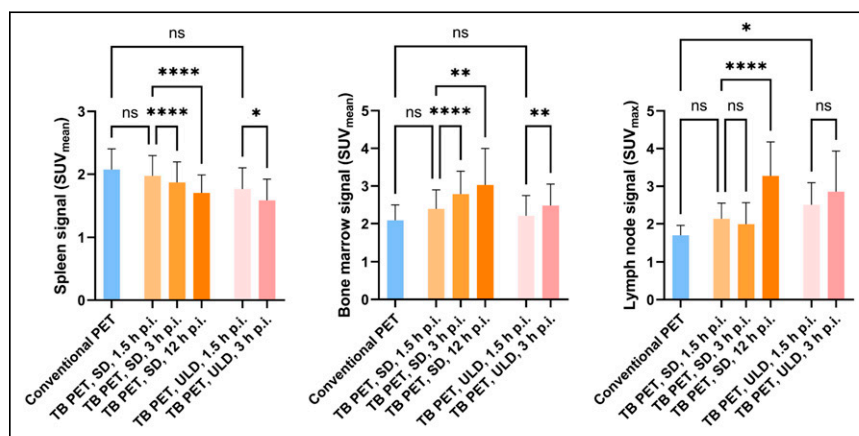 ns
****
ns
****
*
3
2
1
0
Spleen signal (SUVmean)
Conventional PET
TB PET, SD, 1.5 h p.i.
TB PET, SD, 3 h p.i.
TB PET, SD, 12 h p.i.
TB PET, ULD, 1.5 h p.i.
TB PET, ULD, 3 h p.i.
ns
**
ns
****
**
5
4
3
2
1
0
Bone marrow signal (SUVmean)
Conventional PET
TB PET, SD, 1.5 h p.i.
TB PET, SD, 3 h p.i.
TB PET, SD, 12 h p.i.
TB PET, ULD, 1.5 h p.i.
TB PET, ULD, 3 h p.i.
*
****
ns
ns
ns
5
4
3
2
1
0
Lymph node signal (SUVmax)
Conventional PET
TB PET, SD, 1.5 h p.i.
TB PET, SD, 3 h p.i.
TB PET, SD, 12 h p.i.
TB PET, ULD, 1.5 h p.i.
TB PET, ULD, 3 h p.i.